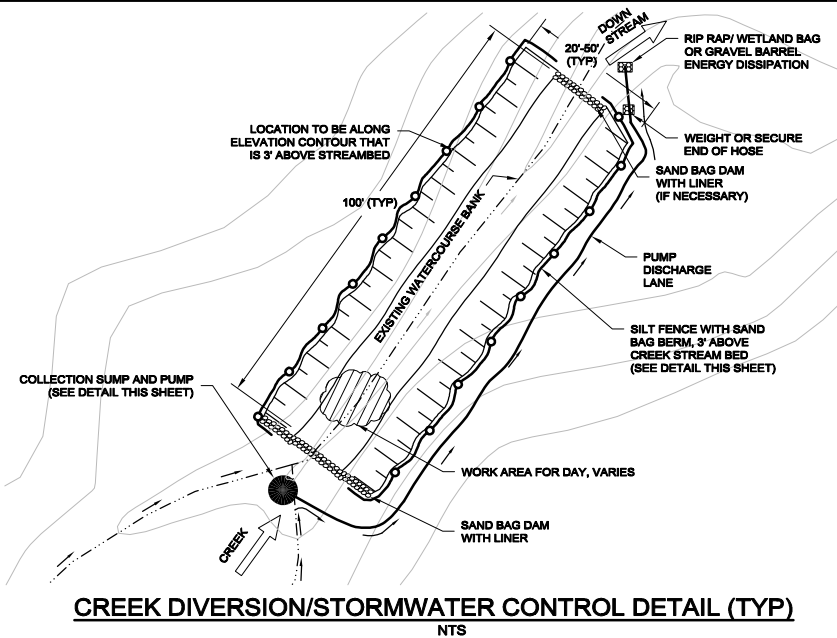 DOWN
STREAM
20'-50'
(TYP)
RIP RAP/ WETLAND BAG
OR GRAVEL BARREL
ENERGY DISSIPATION
LOCATION TO BE ALONG
ELEVATION CONTOUR THAT
IS 3' ABOVE STREAMBED
WEIGHT OR SECURE
END OF HOSE
SAND BAG DAM
WITH LINER
(IF NECESSARY)
100' (TYP)
EXISTING WATERCOURSE BANK
PUMP
DISCHARGE
LANE
SILT FENCE WITH SAND
BAG BERM, 3' ABOVE
CREEK STREAM BED
(SEE DETAIL THIS SHEET)
COLLECTION SUMP AND PUMP
(SEE DETAIL THIS SHEET)
WORK AREA FOR DAY, VARIES
SAND BAG DAM
WITH LINER
CREEK
CREEK DIVERSION/STORMWATER CONTROL DETAIL (TYP)
NTS